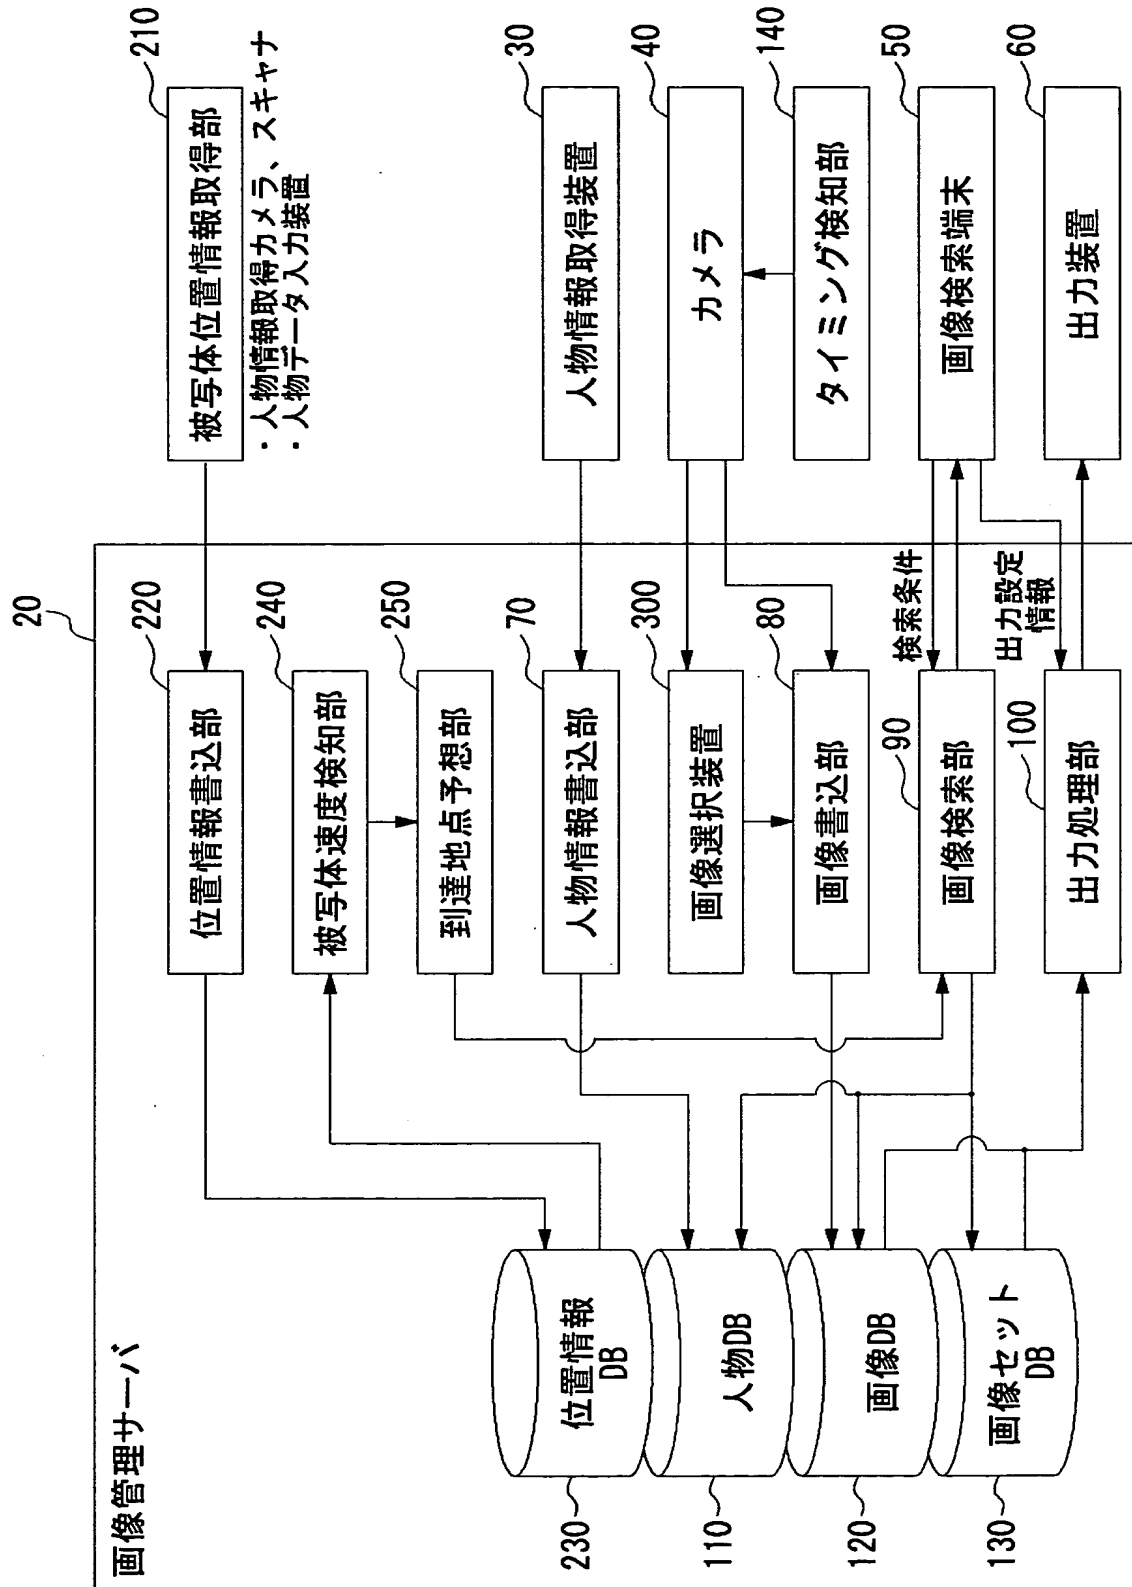 画像管理サーバ
20
210
被写体位置情報取得部
・人物情報取得カメラ、スキャナ
・人物データ入力装置
220
位置情報書込部
240
被写体速度検知部
250
到達地点予想部
30
人物情報取得装置
70
人物情報書込部
40
カメラ
300
画像選択装置
140
タイミング検知部
80
画像書込部
50
画像検索端末
検索条件
90
画像検索部
60
出力装置
出力設定
情報
100
出力処理部
位置情報
DB
230
人物DB
110
画像DB
120
画像セット
DB
130